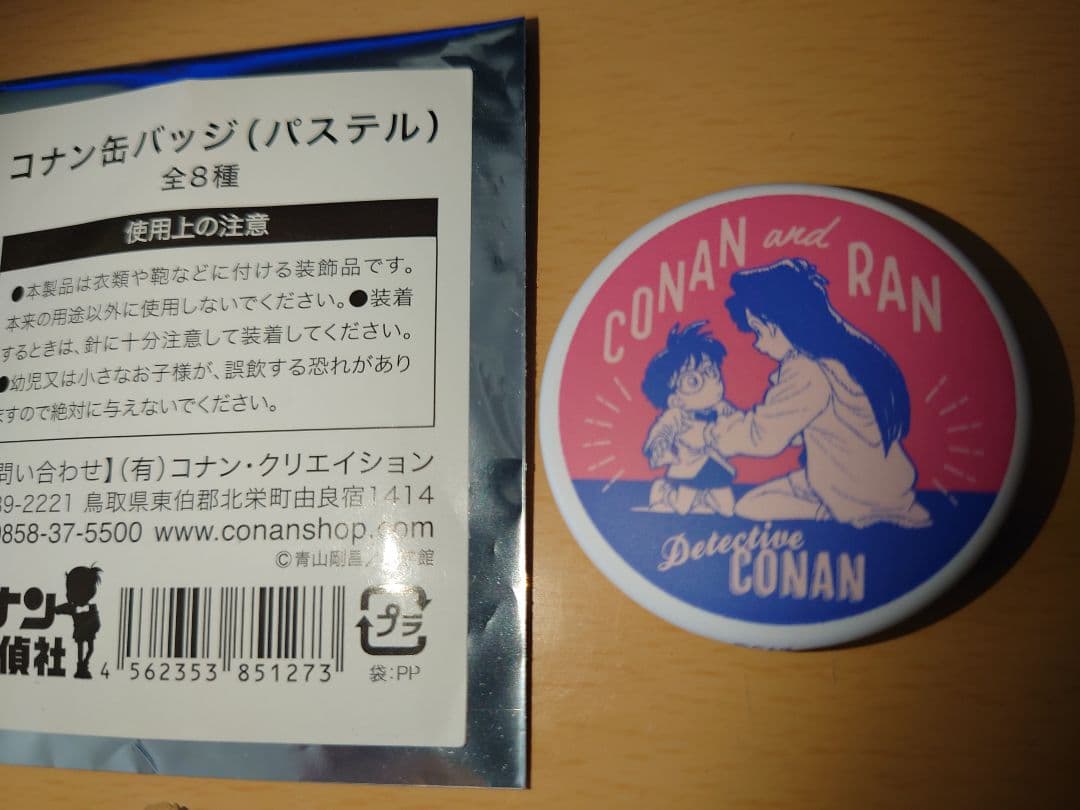 コナン缶バッジ(パステル)
全8種
使用上の注意
●本製品は衣類や鞄などに付ける装飾品です。
本来の用途以外に使用しないでください。●装着
するときは、針に十分注意して装着してください。
●幼児又は小さなお子様が、誤飲する恐れがあり
ますので絶対に与えないでください。
問い合わせ】(有)コナン・クリエイション
39-2221 鳥取県東伯郡北栄町由良宿1414
0858-37-5500 www.conanshop.com
©青山剛昌/ 館
ナン
偵社
4 562353 851273
プラ
袋:PP
CONAN and RAN
Detective
CONAN